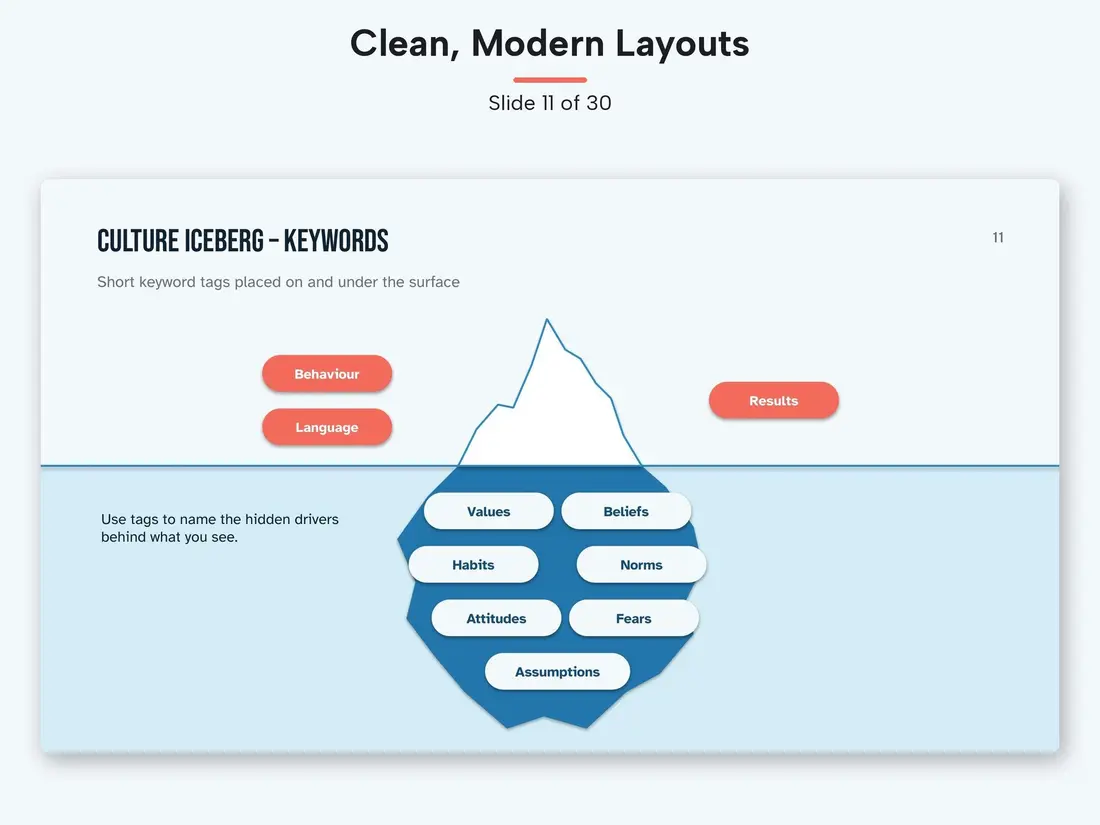 Clean, Modern Layouts
Slide 11 of 30
CULTURE ICEBERG – KEYWORDS
11
Short keyword tags placed on and under the surface
Behaviour
Results
Language
Values
Beliefs
Use tags to name the hidden drivers
behind what you see.
Habits
Norms
Attitudes
Fears
Assumptions